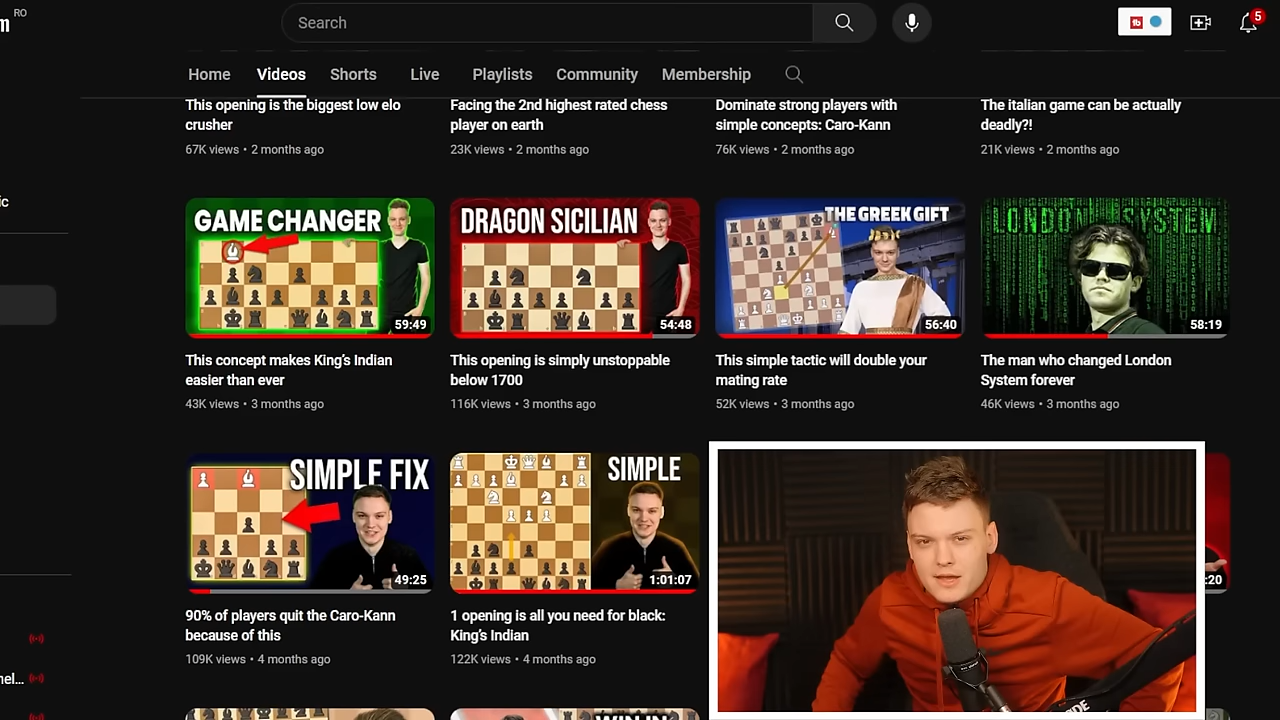 m RO
Search
5
Home Videos Shorts Live Playlists Community Membership
This opening is the biggest low elo
crusher
67K views • 2 months ago
Facing the 2nd highest rated chess
player on earth
23K views • 2 months ago
Dominate strong players with
simple concepts: Caro-Kann
76K views • 2 months ago
The italian game can be actually
deadly?!
21K views • 2 months ago
ic
GAME CHANGER
59:49
This concept makes King's Indian
easier than ever
43K views • 3 months ago
DRAGON SICILIAN
54:48
This opening is simply unstoppable
below 1700
116K views • 3 months ago
THE GREEK GIFT
56:40
This simple tactic will double your
mating rate
52K views • 3 months ago
LONDON SYSTEM
58:19
The man who changed London
System forever
46K views • 3 months ago
SIMPLE FIX
49:25
90% of players quit the Caro-Kann
because of this
109K views • 4 months ago
SIMPLE
1:01:07
1 opening is all you need for black:
King's Indian
122K views • 4 months ago
:20
nel...
WIN IN